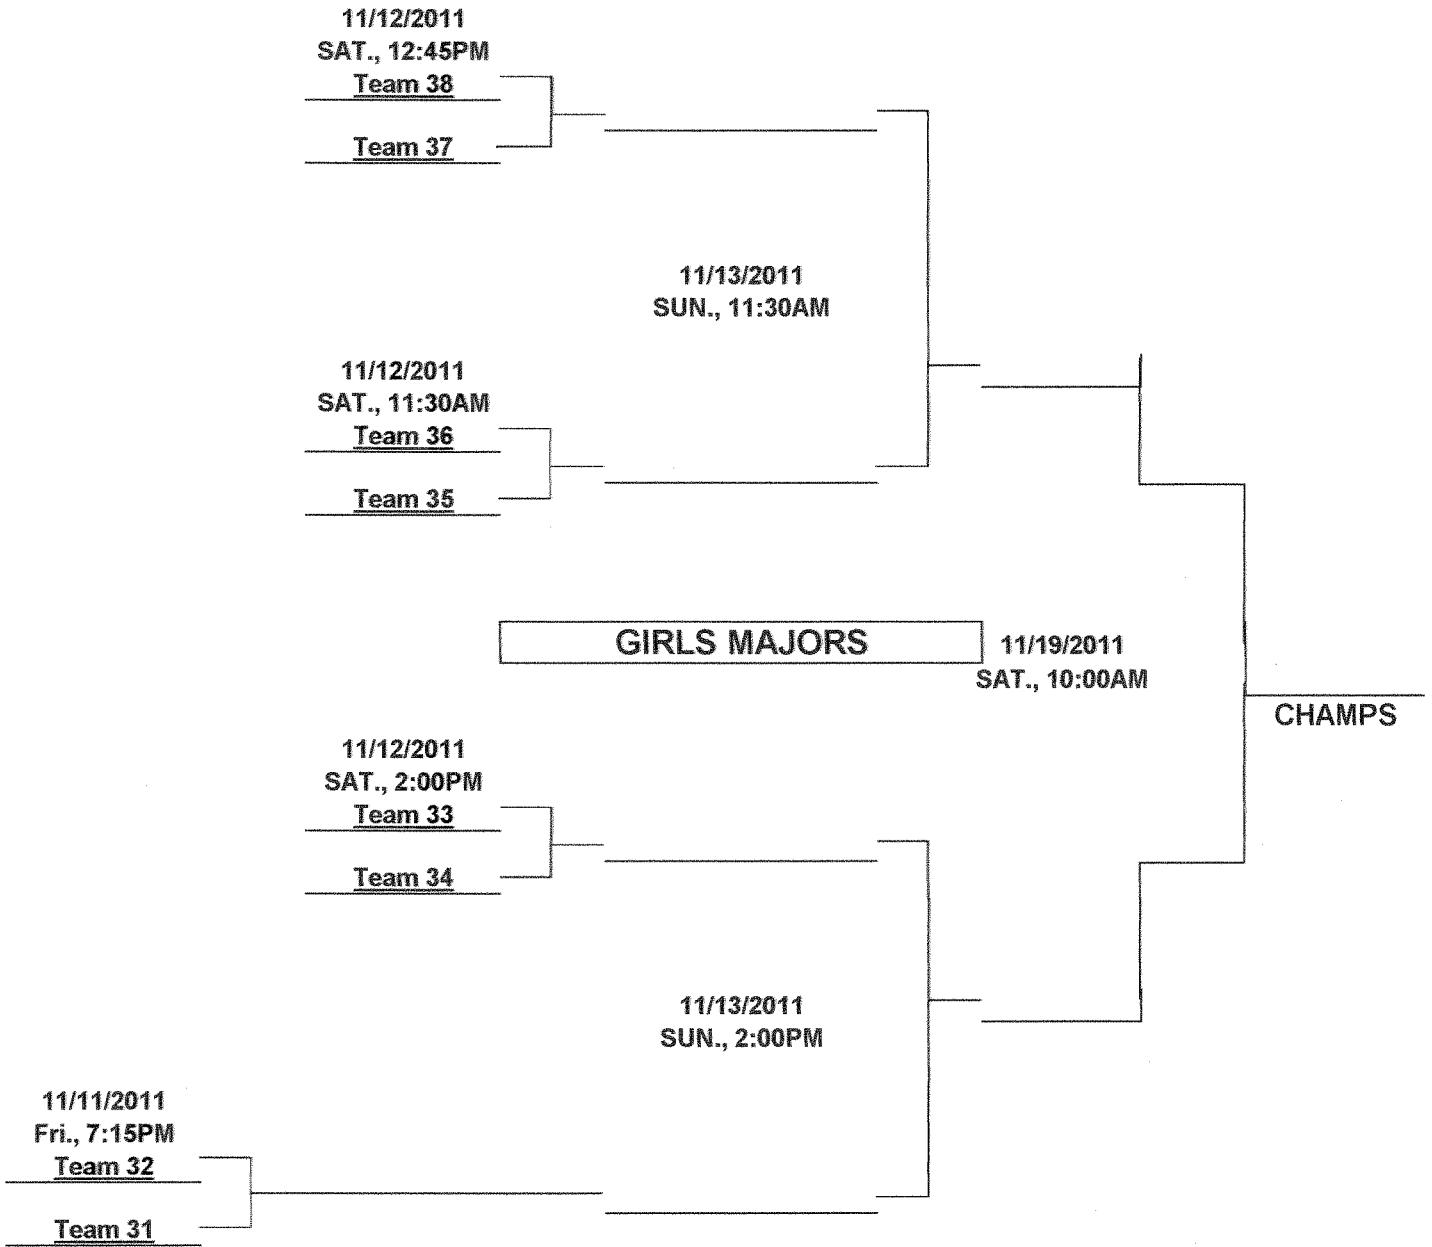 11/12/2011
SAT., 12:45PM
Team 38
Team 37
11/13/2011
SUN., 11:30AM
11/12/2011
SAT., 11:30AM
Team 36
Team 35
GIRLS MAJORS
11/19/2011
SAT., 10:00AM
CHAMPS
11/12/2011
SAT., 2:00PM
Team 33
Team 34
11/13/2011
SUN., 2:00PM
11/11/2011
Fri., 7:15PM
Team 32
Team 31